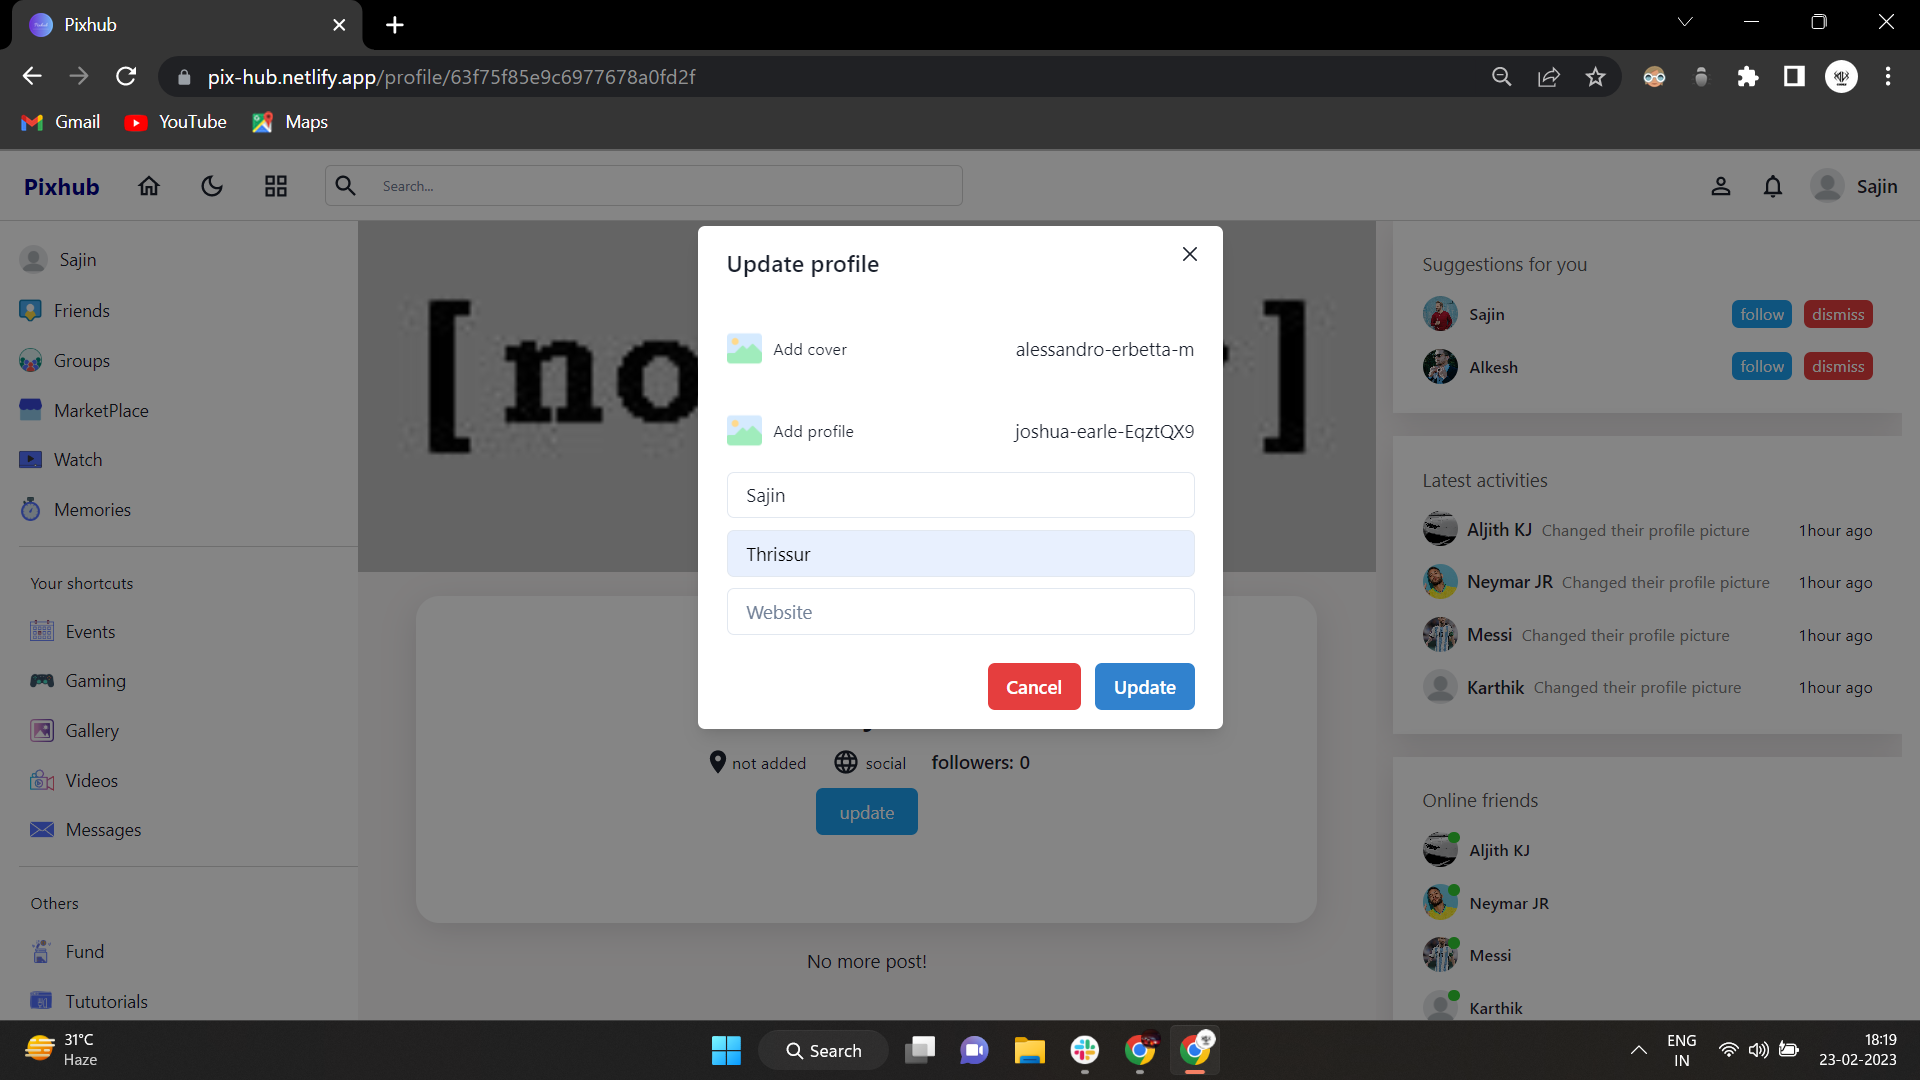 Pixhub
pix-hub.netlify.app/profile/63f75f85e9c6977678a0fd2f
Gmail
YouTube
Maps
Pixhub
Search...
Sajin
Sajin
Friends
Groups
MarketPlace
Watch
Memories
Your shortcuts
Events
Gaming
Gallery
Videos
Messages
Others
Fund
Tututorials
[no
]
Update profile
Add cover
alessandro-erbetta-m
Add profile
joshua-earle-EqztQX9
Sajin
Thrissur
Website
Cancel
Update
not added
social
followers: 0
update
No more post!
Suggestions for you
Sajin
follow
dismiss
Alkesh
follow
dismiss
Latest activities
Aljith KJ Changed their profile picture 1hour ago
Neymar JR Changed their profile picture 1hour ago
Messi Changed their profile picture 1hour ago
Karthik Changed their profile picture 1hour ago
Online friends
Aljith KJ
Neymar JR
Messi
Karthik
31°C
Haze
Search
ENG
IN
18:19
23-02-2023